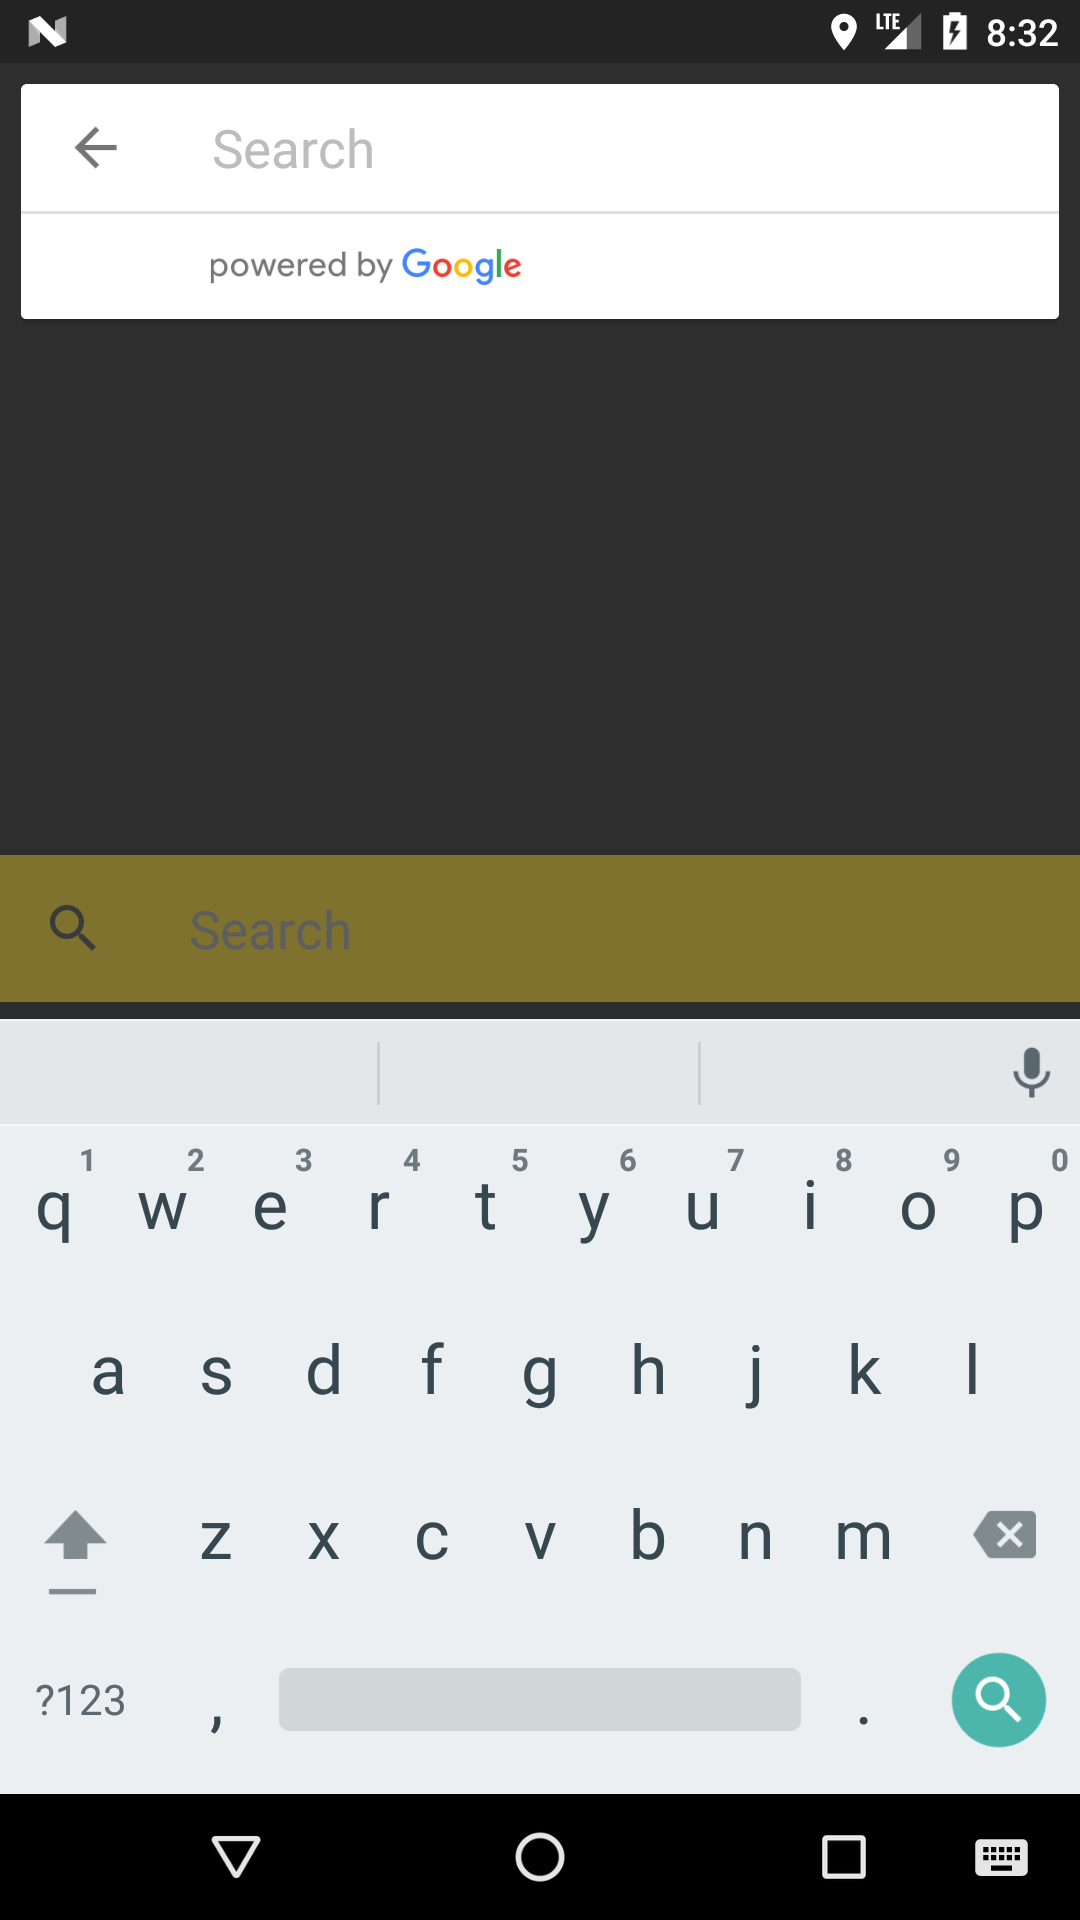 LTE 8:32
Search
powered by Google
Search
1 2 3 4 5 6 7 8 9 0
q w e r t y u i o p
a s d f g h j k l
z x c v b n m
?123 , .